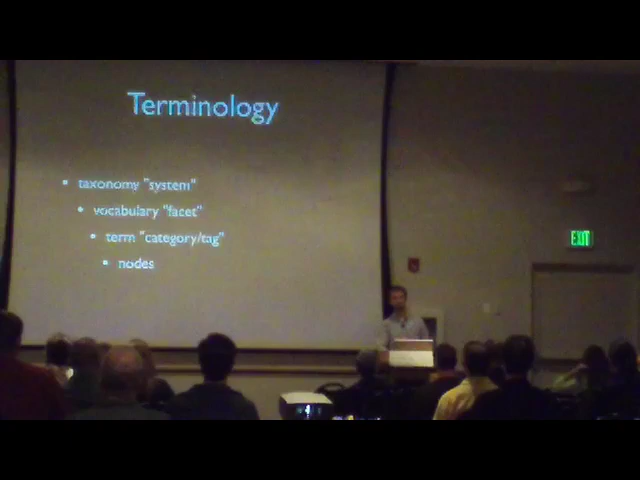 Terminology
• taxonomy "system"
• vocabulary "facet"
• term "category/tag"
• nodes
EXIT